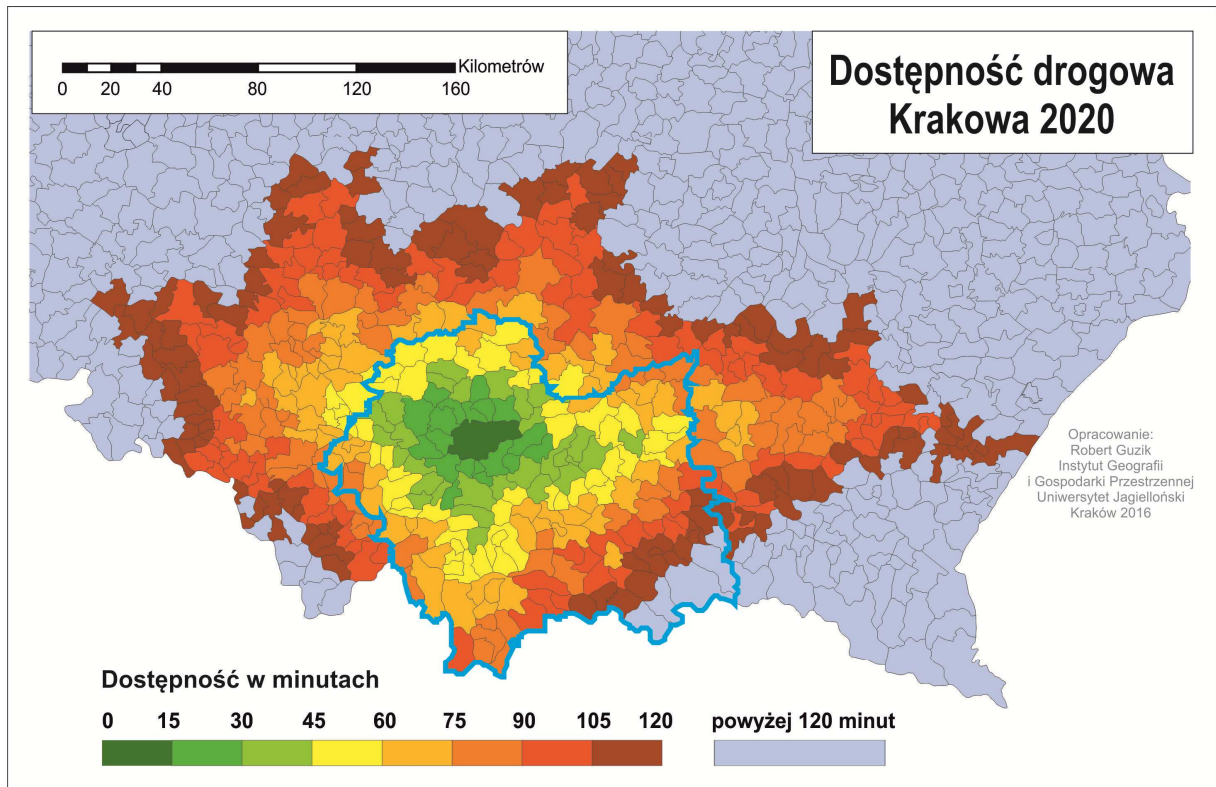 Kilometrów
0 20 40 80 120 160
Dostępność drogowa
Krakowa 2020
Opracowanie:
Robert Guzik
Instytut Geografii
i Gospodarki Przestrzennej
Uniwersytet Jagielloński
Kraków 2016
Dostępność w minutach
0 15 30 45 60 75 90 105 120
powyżej 120 minut